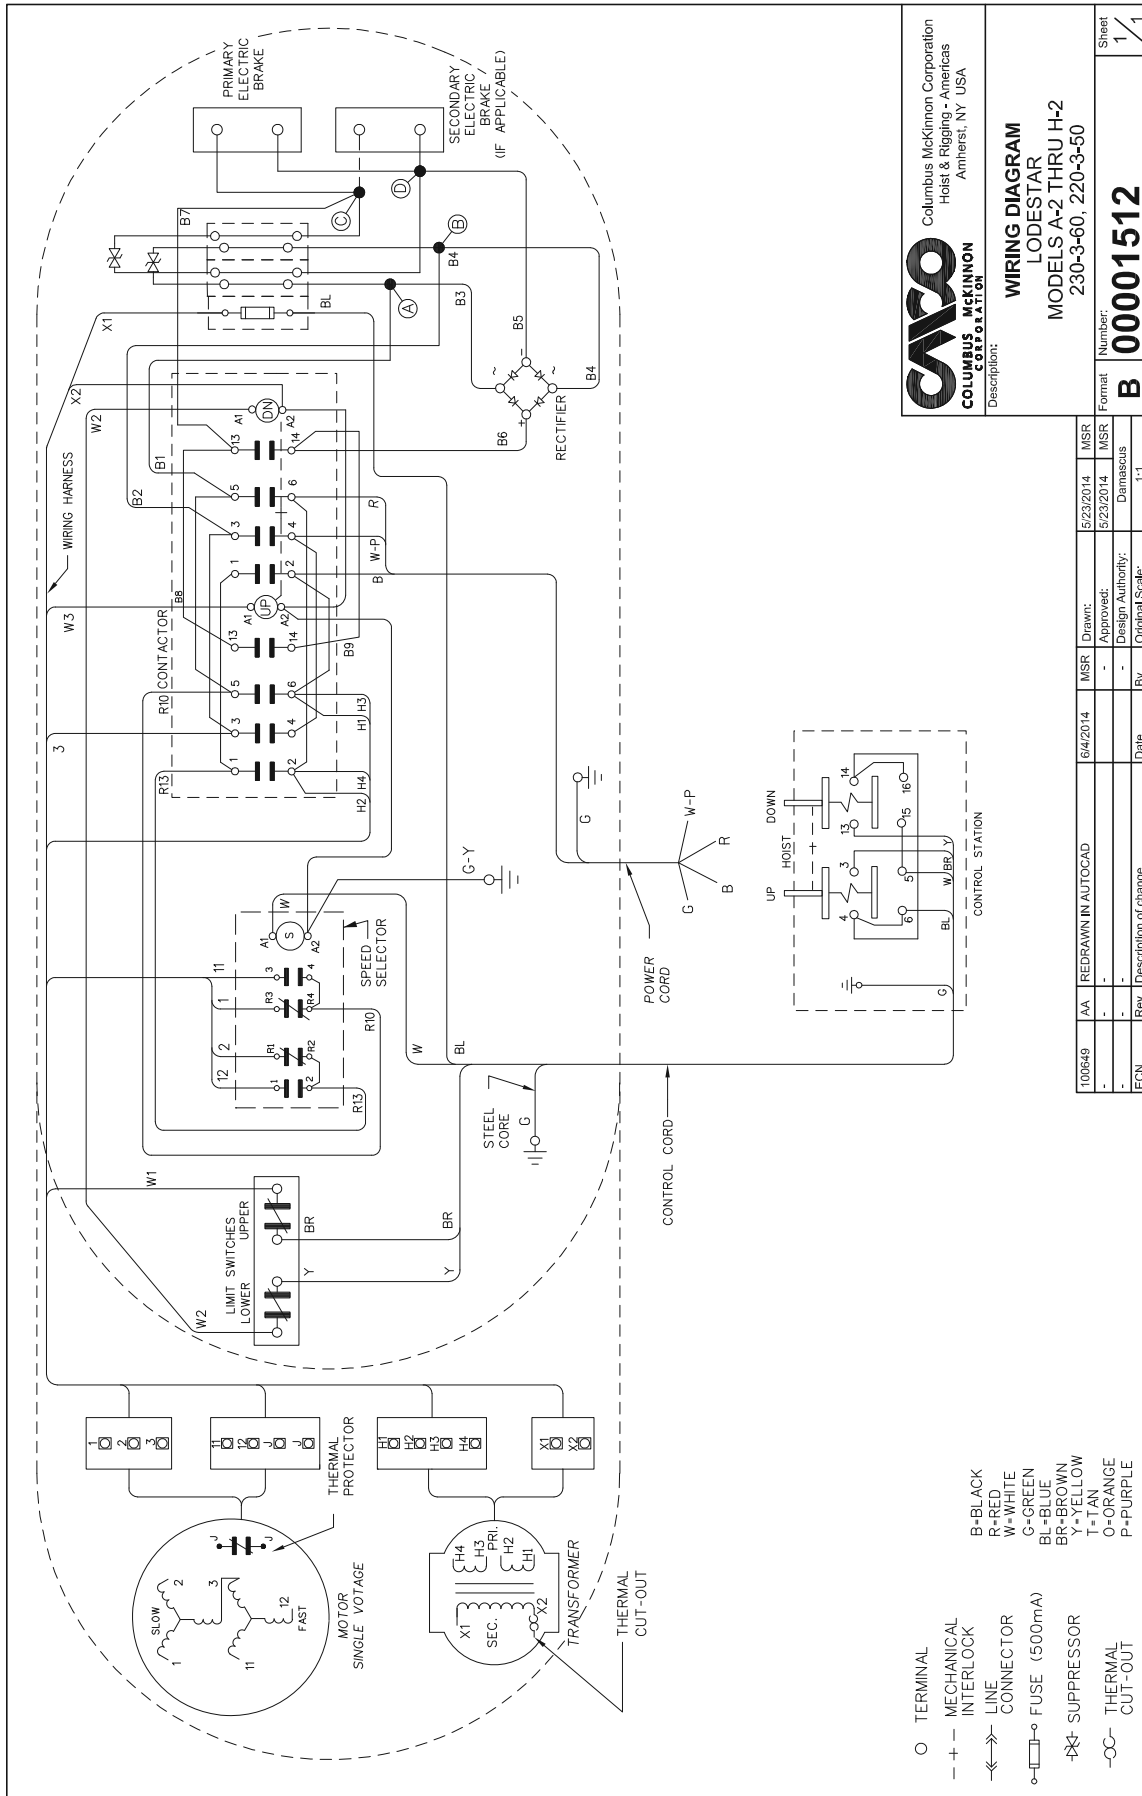 PRIMARY
ELECTRIC
BRAKE
SECONDARY
ELECTRIC
BRAKE
(IF APPLICABLE)
C
D
B7
B
B4
A
B3
BL
X1
B5
B4
-
~
~
+
RECTIFIER
B6
X2
W2
WIRING HARNESS
W3
3
A1
DN
A2
13
14
5
6
3
4
1
2
A1
UP
A2
13
14
5
6
3
4
1
2
B1
B2
B8
B9
R
W-P
B
R10
CONTACTOR
R13
H1
H3
H2
H4
G
POWER
CORD
W-P
R
B
G
G-Y
W
A1
S
A2
SPEED
SELECTOR
11
1
2
12
3
4
R3
R4
R1
R2
1
2
R10
R13
W
BL
STEEL
CORE
G
CONTROL CORD
W1
LIMIT SWITCHES
LOWER
UPPER
BR
Y
BR
Y
W2
UP
HOIST
DOWN
4
3
13
14
6
5
15
16
BL
W
BR
Y
G
CONTROL STATION
1
2
3
11
12
J
J
H1
H2
H3
H4
X1
X2
THERMAL
PROTECTOR
SLOW
1
2
3
11
12
FAST
J
J
MOTOR
SINGLE VOTAGE
H4
H3
PRI.
H2
H1
X1
SEC.
X2
TRANSFORMER
THERMAL
CUT-OUT
TERMINAL
MECHANICAL
INTERLOCK
LINE
CONNECTOR
FUSE (500mA)
SUPPRESSOR
THERMAL
CUT-OUT
B=BLACK
R=RED
W=WHITE
G=GREEN
BL=BLUE
BR=BROWN
Y=YELLOW
T=TAN
O=ORANGE
P=PURPLE
COLUMBUS McKINNON
CORPORATION
Columbus McKinnon Corporation
Hoist & Rigging - Americas
Amherst, NY USA
Description:
WIRING DIAGRAM
LODESTAR
MODELS A-2 THRU H-2
230-3-60, 220-3-50
Format
B
Number:
00001512
Sheet
1/1
100649 AA REDRAWN IN AUTOCAD 6/4/2014 MSR
- - - - -
- - - - -
ECN Rev Description of change Date By
Drawn: 5/23/2014 MSR
Approved: 5/23/2014 MSR
Design Authority: Damascus
Original Scale: 1:1